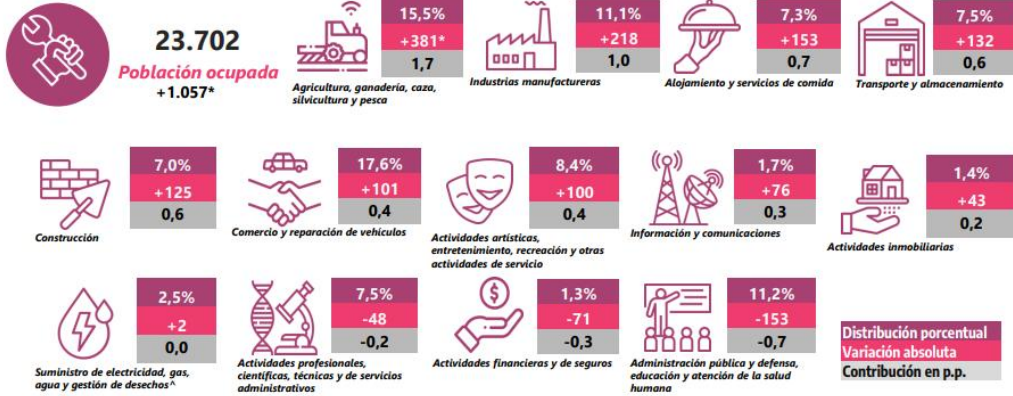 23.702
Población ocupada
+1.057*
15,5%
+381*
1,7
Agricultura, ganadería, caza,
silvicultura y pesca
11,1%
+218
1,0
Industrias manufactureras
7,3%
+153
0,7
Alojamiento y servicios de comida
7,5%
+132
0,6
Transporte y almacenamiento
7,0%
+125
0,6
Construcción
17,6%
+101
0,4
Comercio y reparación de vehículos
8,4%
+100
0,4
Actividades artísticas,
entretenimiento, recreación y otras
actividades de servicio
1,7%
+76
0,3
Información y comunicaciones
1,4%
+43
0,2
Actividades inmobiliarias
2,5%
+2
0,0
Suministro de electricidad, gas,
agua y gestión de desechos^
7,5%
-48
-0,2
Actividades profesionales,
científicas, técnicas y de servicios
administrativos
1,3%
-71
-0,3
Actividades financieras y de seguros
11,2%
-153
-0,7
Administración pública y defensa,
educación y atención de la salud
humana
Distribución porcentual
Variación absoluta
Contribución en p.p.